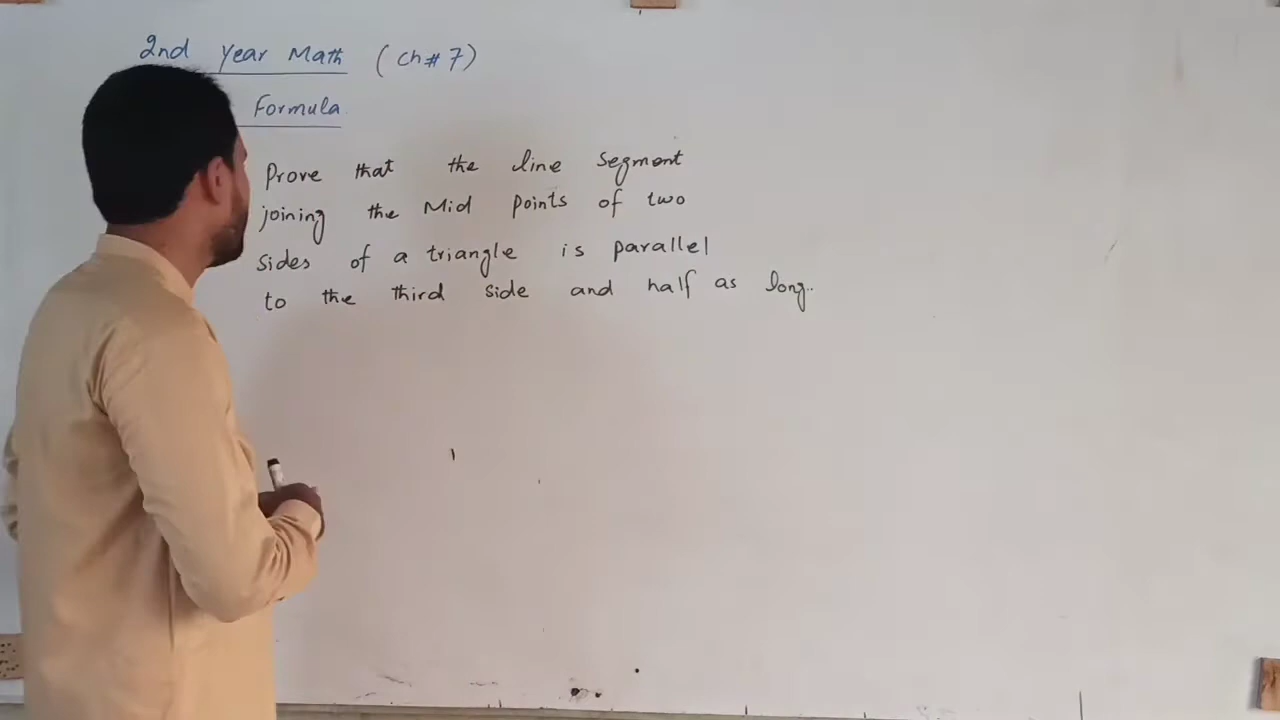 2nd Year Math (Ch# 7)
Formula
Prove that the line segment
joining the Mid points of two
sides of a triangle is parallel
to the third side and half as long..